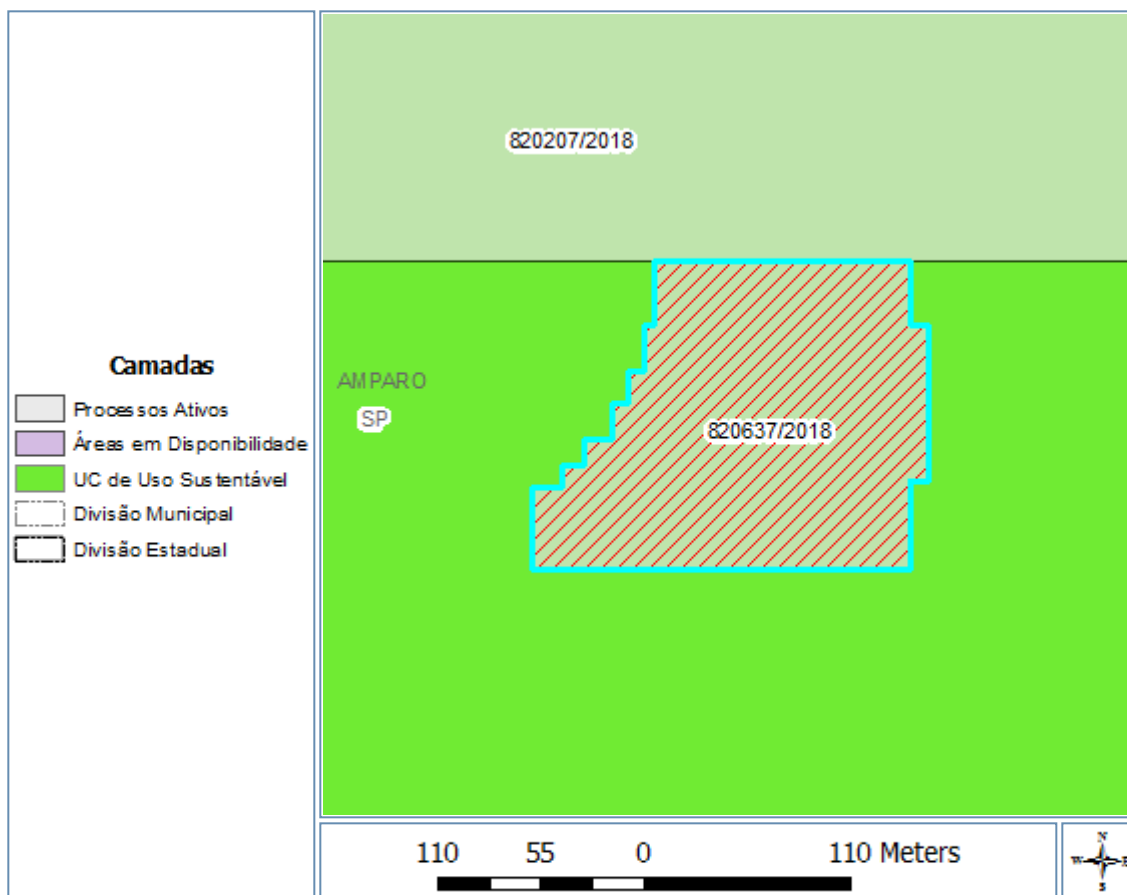 820207/2018
AMPARO
SP
820637/2018
Camadas
Processos Ativos
Áreas em Disponibilidade
UC de Uso Sustentável
Divisão Municipal
Divisão Estadual
110 55 0 110 Meters
N
W E
S